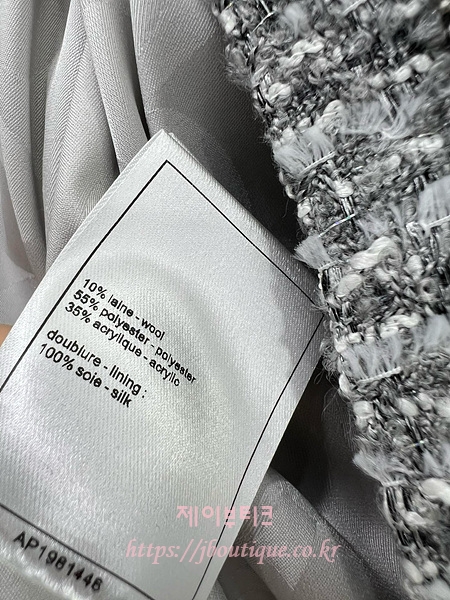 10% laine - wool
55% polyester - polyester
35% acrylique - acrylic
doublure - lining :
100% soie - silk
제이부티크
https://jboutique.co.kr
AP1981448